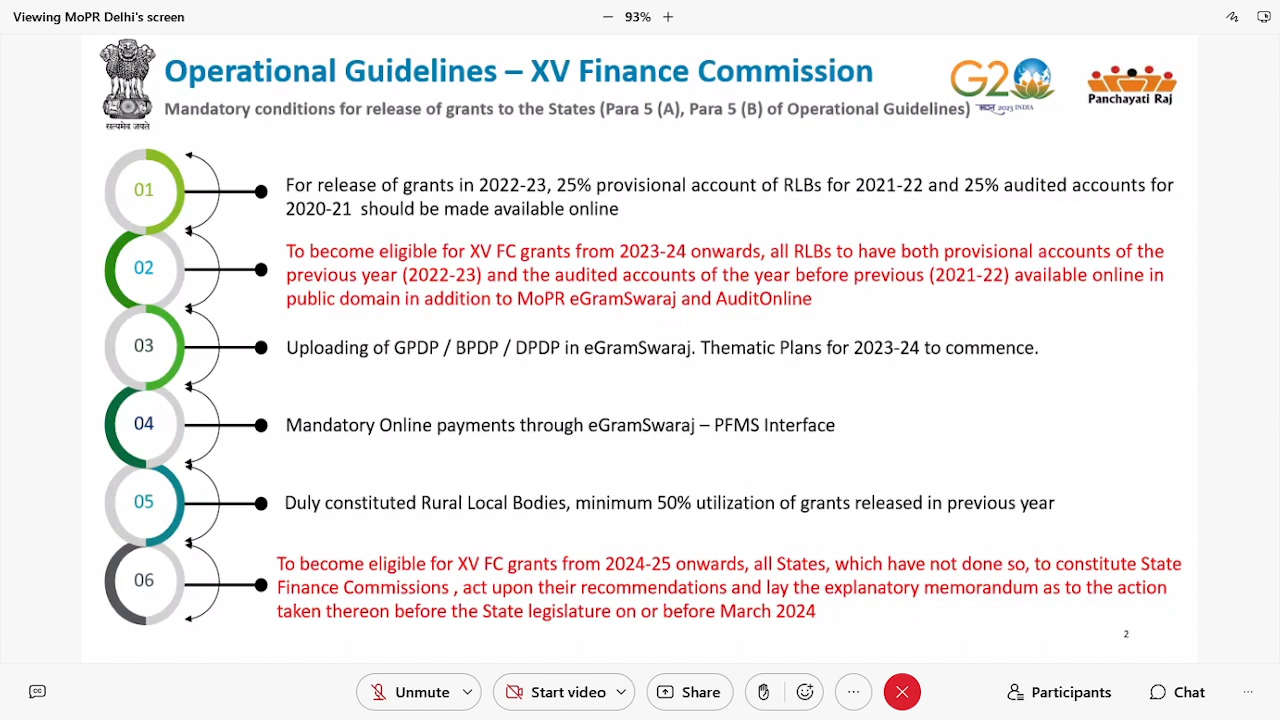 Viewing MoPR Delhi's screen
93%
Operational Guidelines – XV Finance Commission
Mandatory conditions for release of grants to the States (Para 5 (A), Para 5 (B) of Operational Guidelines)
सत्यमेव जयते
G20
भारत 2023 INDIA
Panchayati Raj
01
For release of grants in 2022-23, 25% provisional account of RLBs for 2021-22 and 25% audited accounts for
2020-21 should be made available online
02
To become eligible for XV FC grants from 2023-24 onwards, all RLBs to have both provisional accounts of the
previous year (2022-23) and the audited accounts of the year before previous (2021-22) available online in
public domain in addition to MoPR eGramSwaraj and AuditOnline
03
Uploading of GPDP / BPDP / DPDP in eGramSwaraj. Thematic Plans for 2023-24 to commence.
04
Mandatory Online payments through eGramSwaraj – PFMS Interface
05
Duly constituted Rural Local Bodies, minimum 50% utilization of grants released in previous year
06
To become eligible for XV FC grants from 2024-25 onwards, all States, which have not done so, to constitute State
Finance Commissions , act upon their recommendations and lay the explanatory memorandum as to the action
taken thereon before the State legislature on or before March 2024
2
CC
Unmute
Start video
Share
Participants
Chat